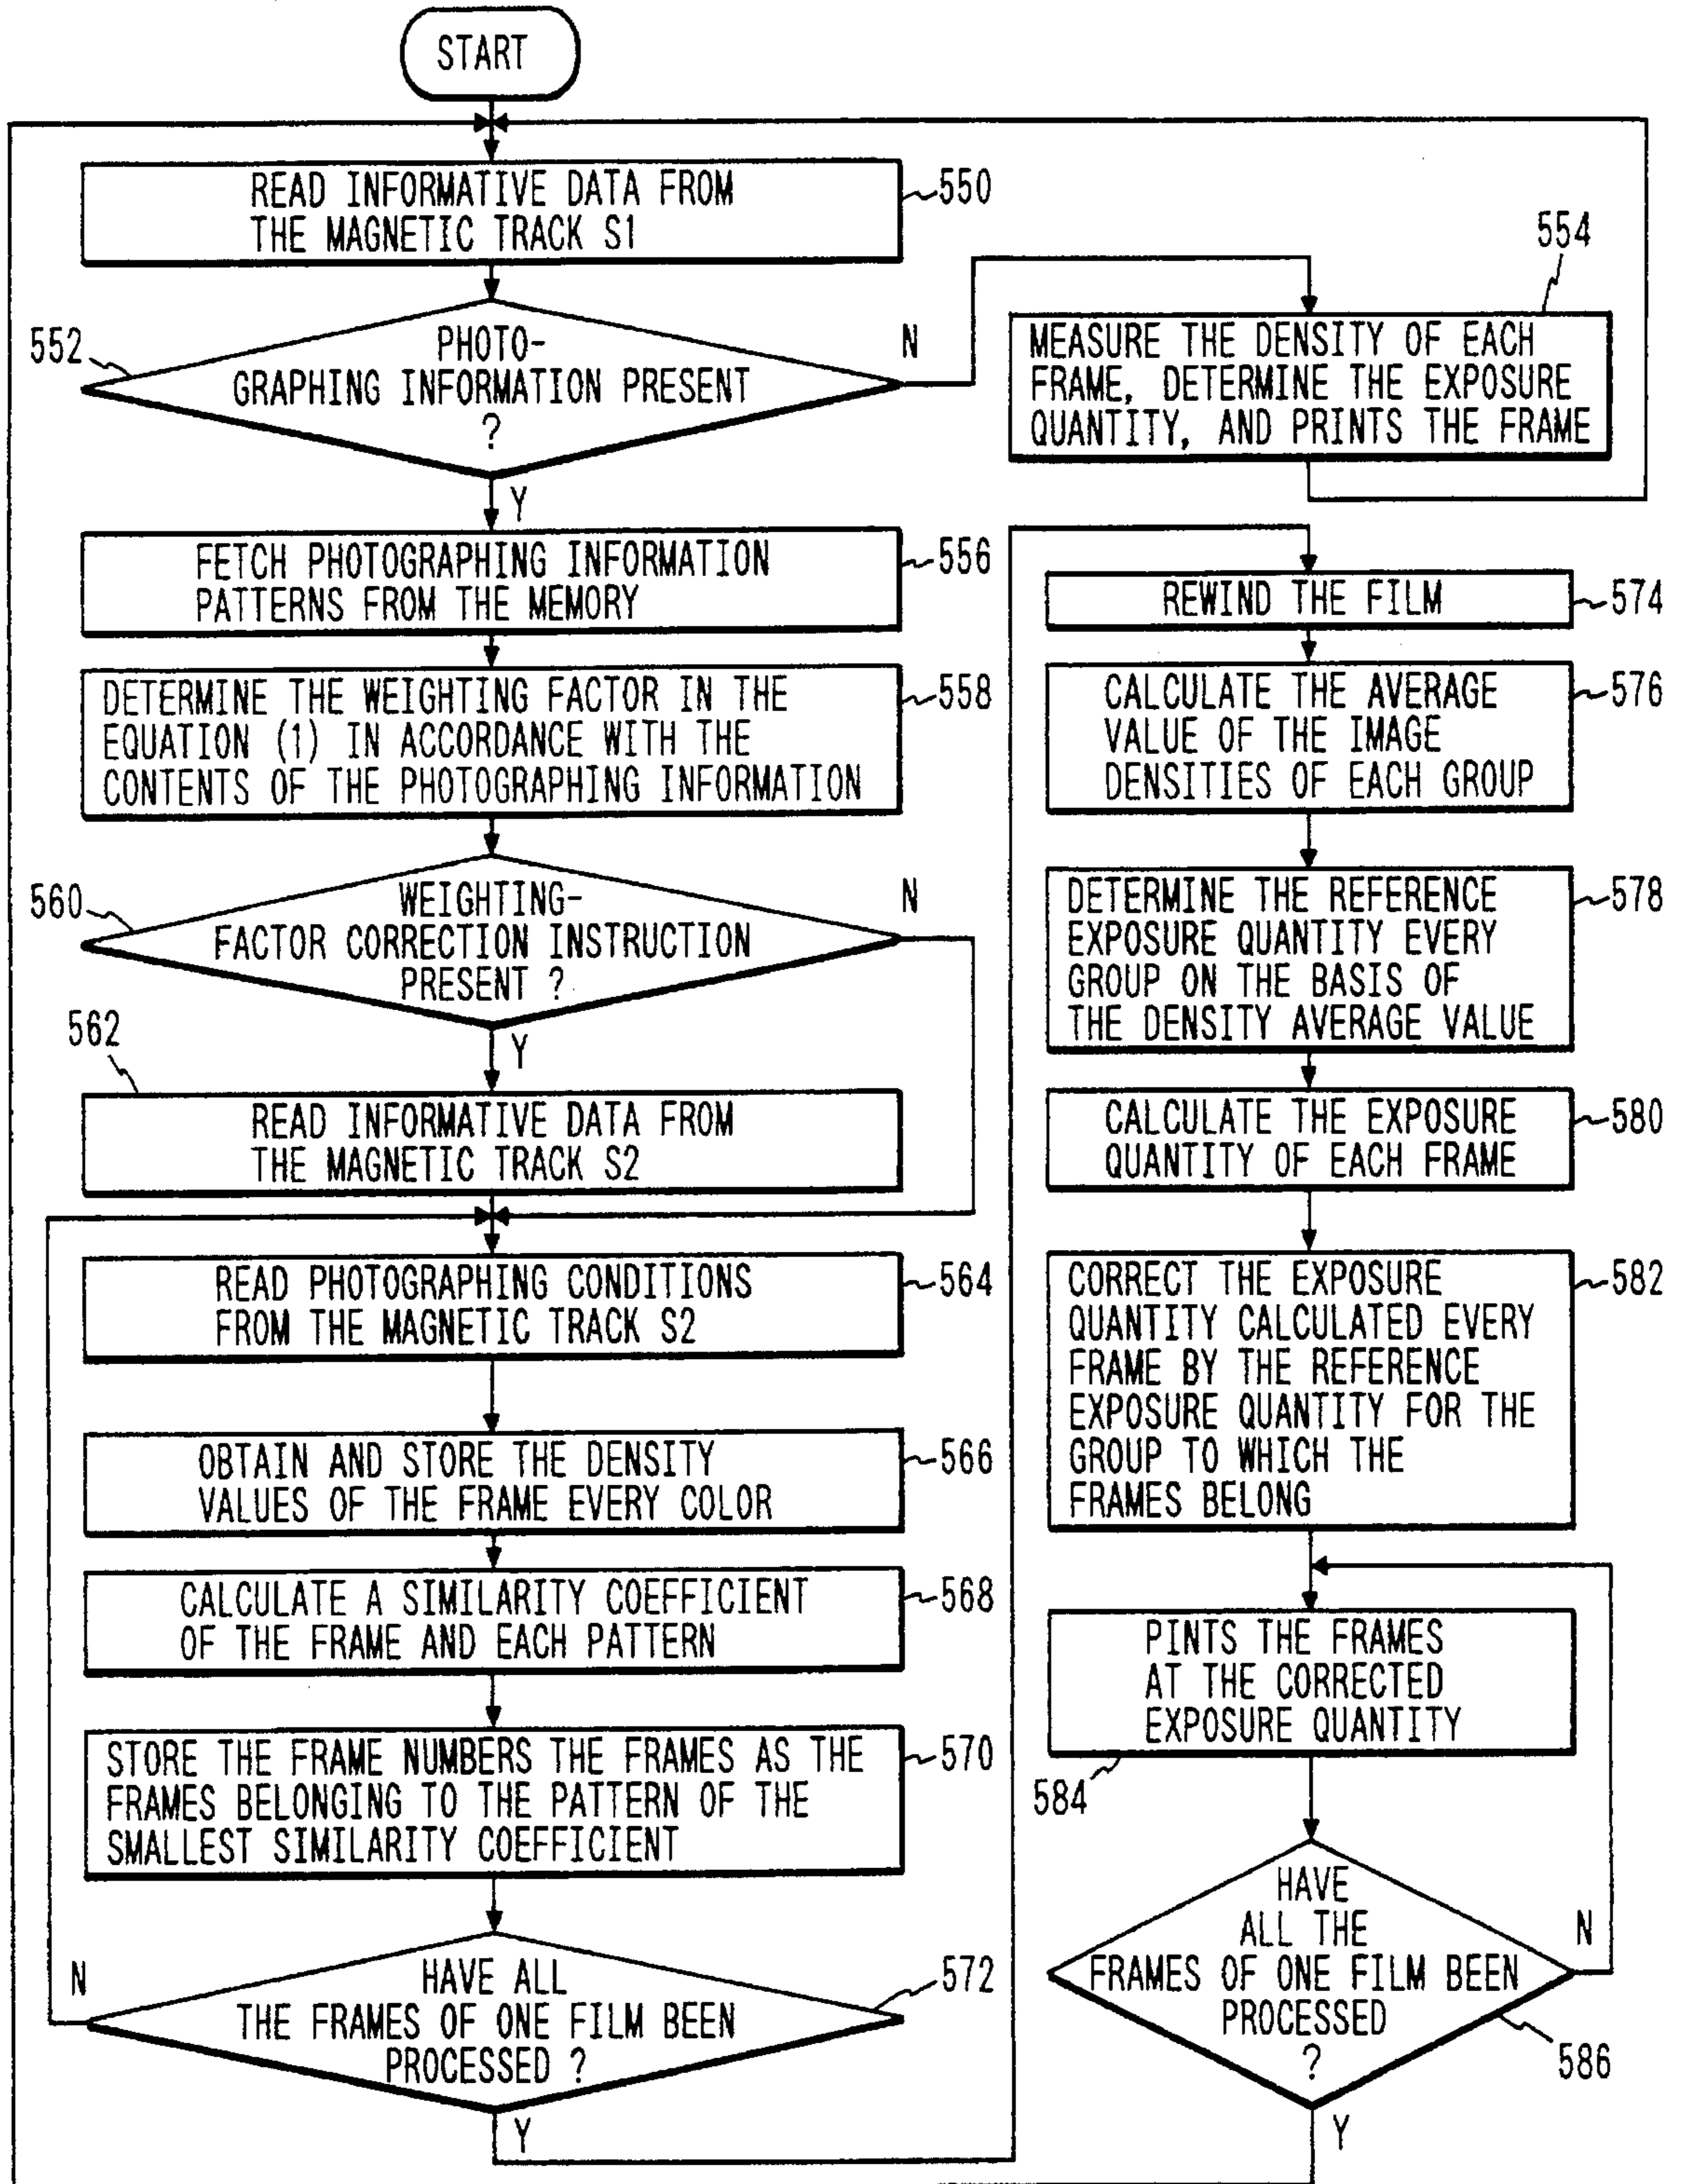 START
READ INFORMATIVE DATA FROM
THE MAGNETIC TRACK S1
550
552
PHOTO-
GRAPHING INFORMATION PRESENT
?
N
Y
554
MEASURE THE DENSITY OF EACH
FRAME, DETERMINE THE EXPOSURE
QUANTITY, AND PRINTS THE FRAME
FETCH PHOTOGRAPHING INFORMATION
PATTERNS FROM THE MEMORY
556
DETERMINE THE WEIGHTING FACTOR IN THE
EQUATION (1) IN ACCORDANCE WITH THE
CONTENTS OF THE PHOTOGRAPHING INFORMATION
558
560
WEIGHTING-
FACTOR CORRECTION INSTRUCTION
PRESENT ?
N
Y
562
READ INFORMATIVE DATA FROM
THE MAGNETIC TRACK S2
READ PHOTOGRAPHING CONDITIONS
FROM THE MAGNETIC TRACK S2
564
OBTAIN AND STORE THE DENSITY
VALUES OF THE FRAME EVERY COLOR
566
CALCULATE A SIMILARITY COEFFICIENT
OF THE FRAME AND EACH PATTERN
568
STORE THE FRAME NUMBERS THE FRAMES AS THE
FRAMES BELONGING TO THE PATTERN OF THE
SMALLEST SIMILARITY COEFFICIENT
570
N
HAVE ALL
THE FRAMES OF ONE FILM BEEN
PROCESSED ?
572
Y
REWIND THE FILM
574
CALCULATE THE AVERAGE
VALUE OF THE IMAGE
DENSITIES OF EACH GROUP
576
DETERMINE THE REFERENCE
EXPOSURE QUANTITY EVERY
GROUP ON THE BASIS OF
THE DENSITY AVERAGE VALUE
578
CALCULATE THE EXPOSURE
QUANTITY OF EACH FRAME
580
CORRECT THE EXPOSURE
QUANTITY CALCULATED EVERY
FRAME BY THE REFERENCE
EXPOSURE QUANTITY FOR THE
GROUP TO WHICH THE
FRAMES BELONG
582
PINTS THE FRAMES
AT THE CORRECTED
EXPOSURE QUANTITY
584
HAVE
ALL THE
FRAMES OF ONE FILM BEEN
PROCESSED
?
N
586
Y